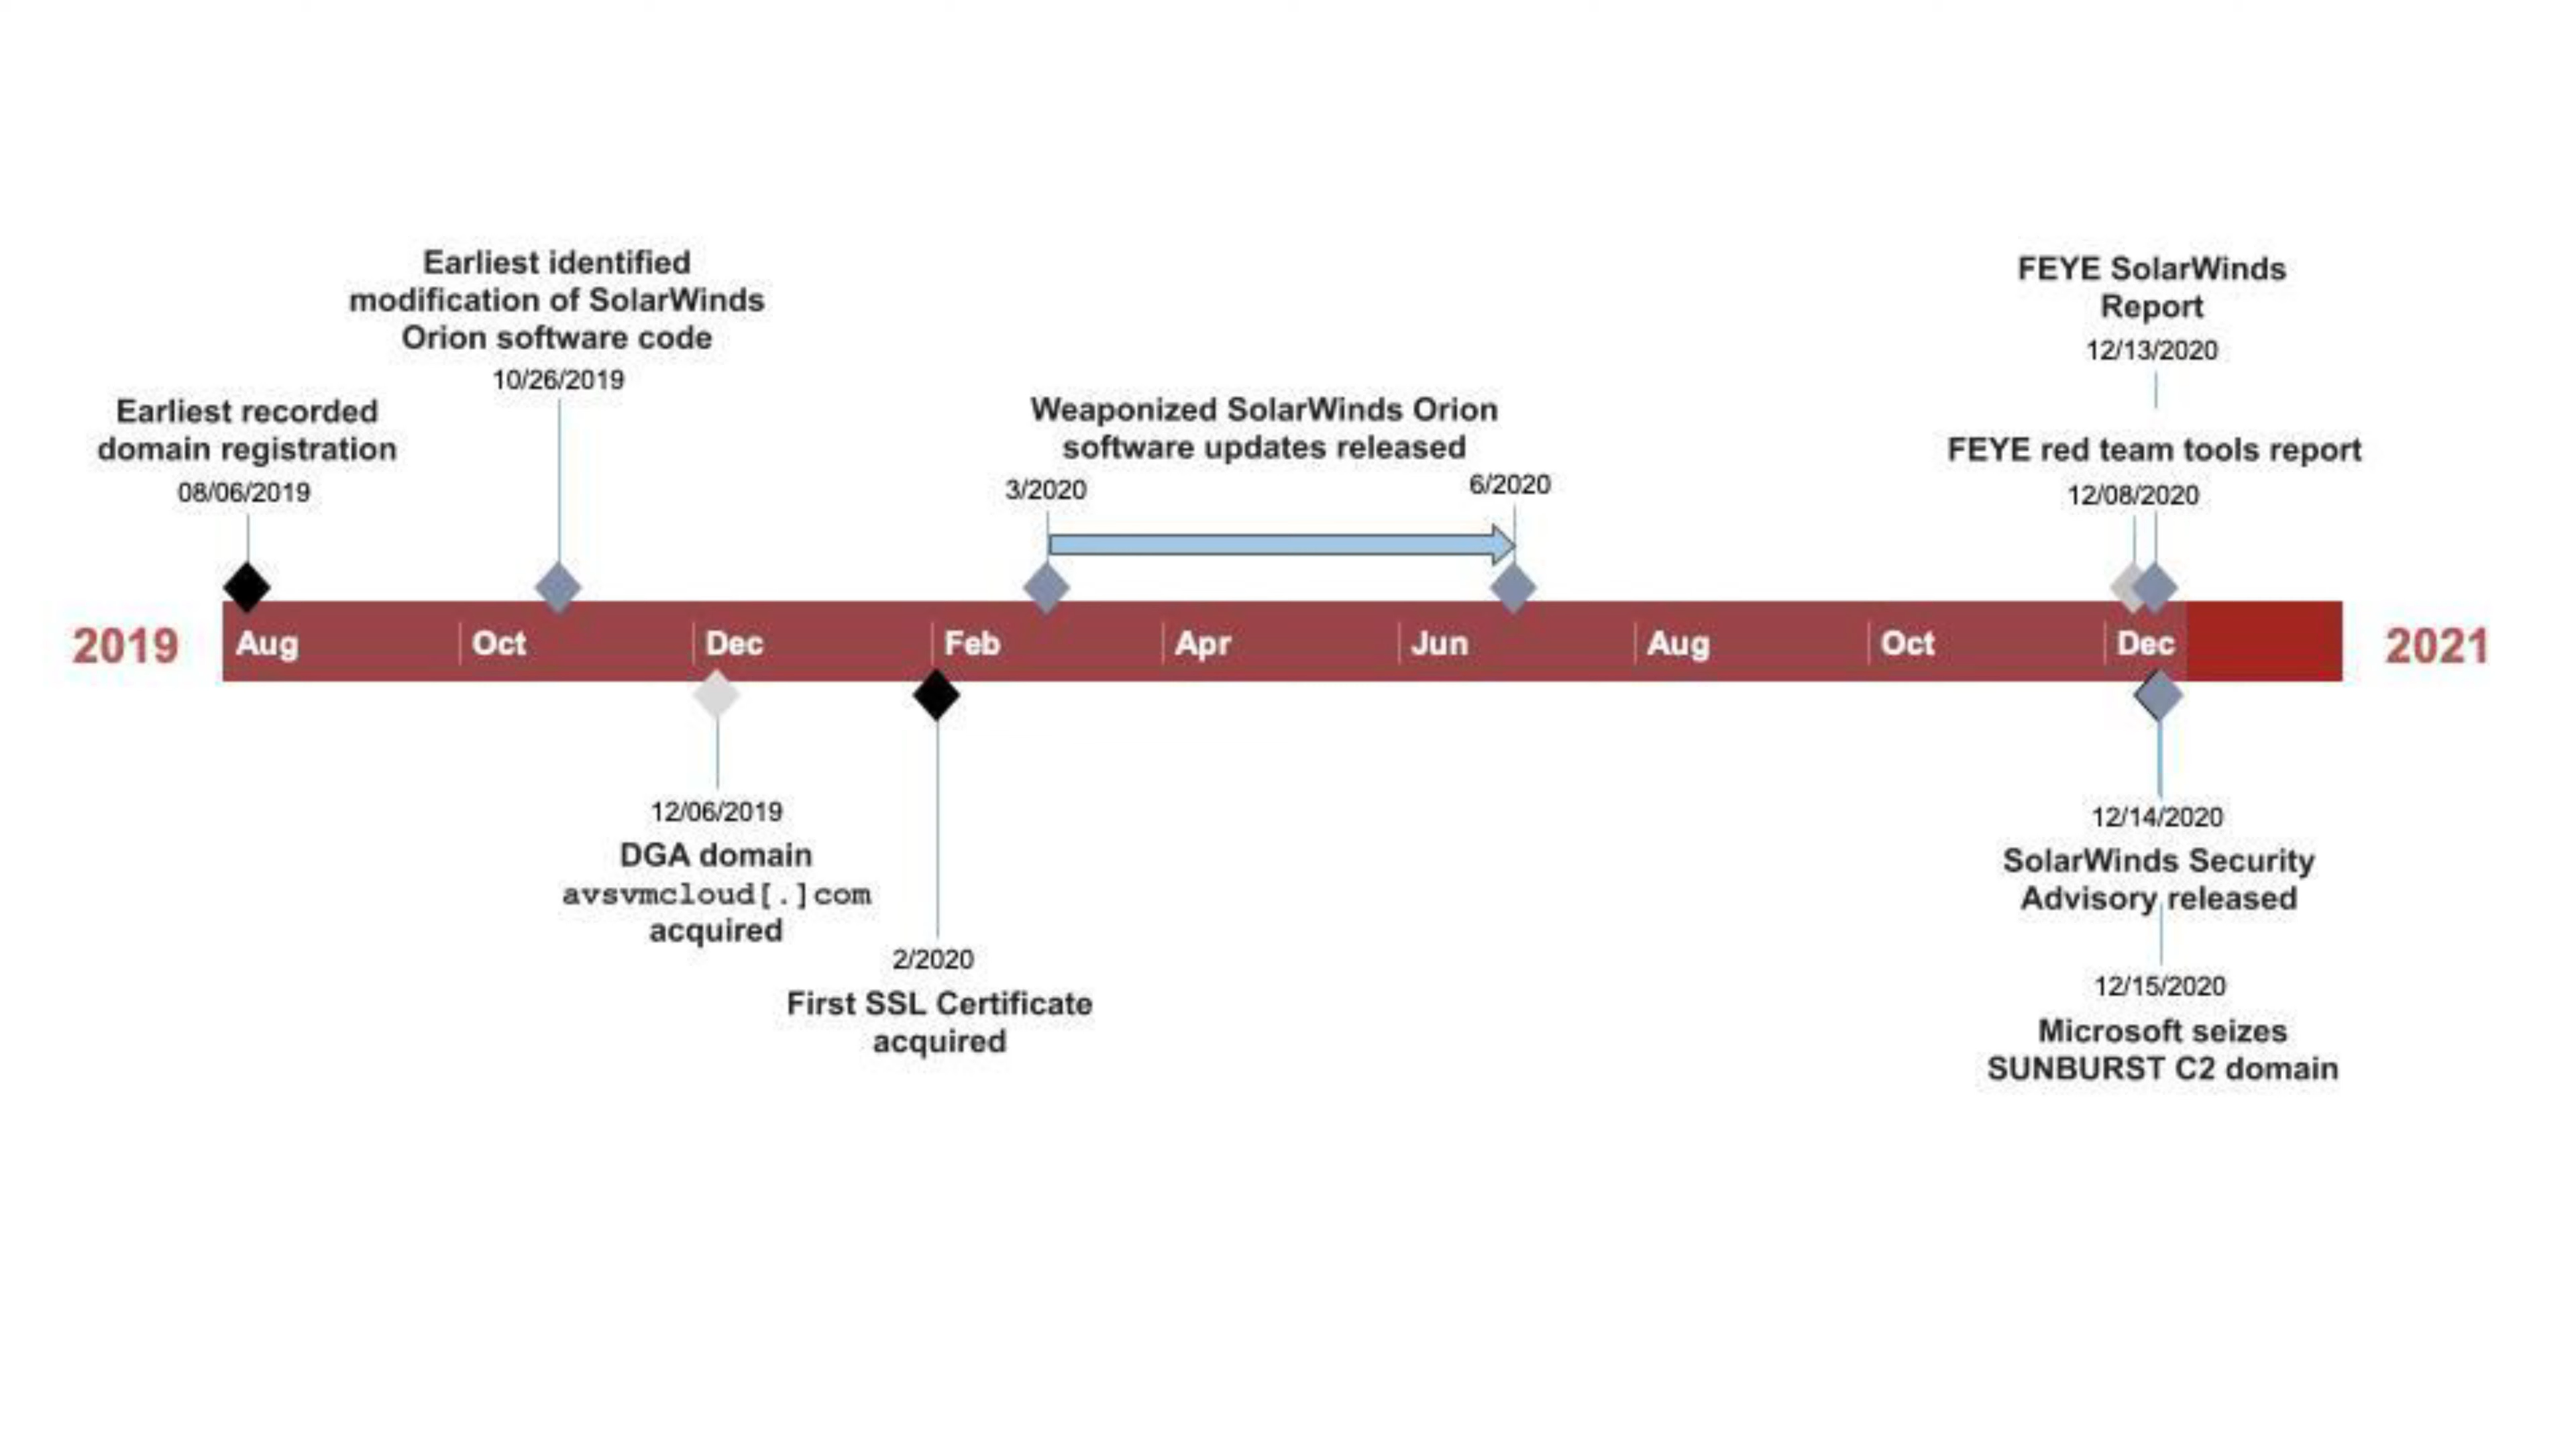 Earliest recorded
domain registration
08/06/2019
Earliest identified
modification of SolarWinds
Orion software code
10/26/2019
Weaponized SolarWinds Orion
software updates released
3/2020
6/2020
FEYE SolarWinds
Report
12/13/2020
FEYE red team tools report
12/08/2020
2019
Aug
Oct
Dec
Feb
Apr
Jun
Aug
Oct
Dec
2021
12/06/2019
DGA domain
avsvmcloud[.]com
acquired
2/2020
First SSL Certificate
acquired
12/14/2020
SolarWinds Security
Advisory released
12/15/2020
Microsoft seizes
SUNBURST C2 domain